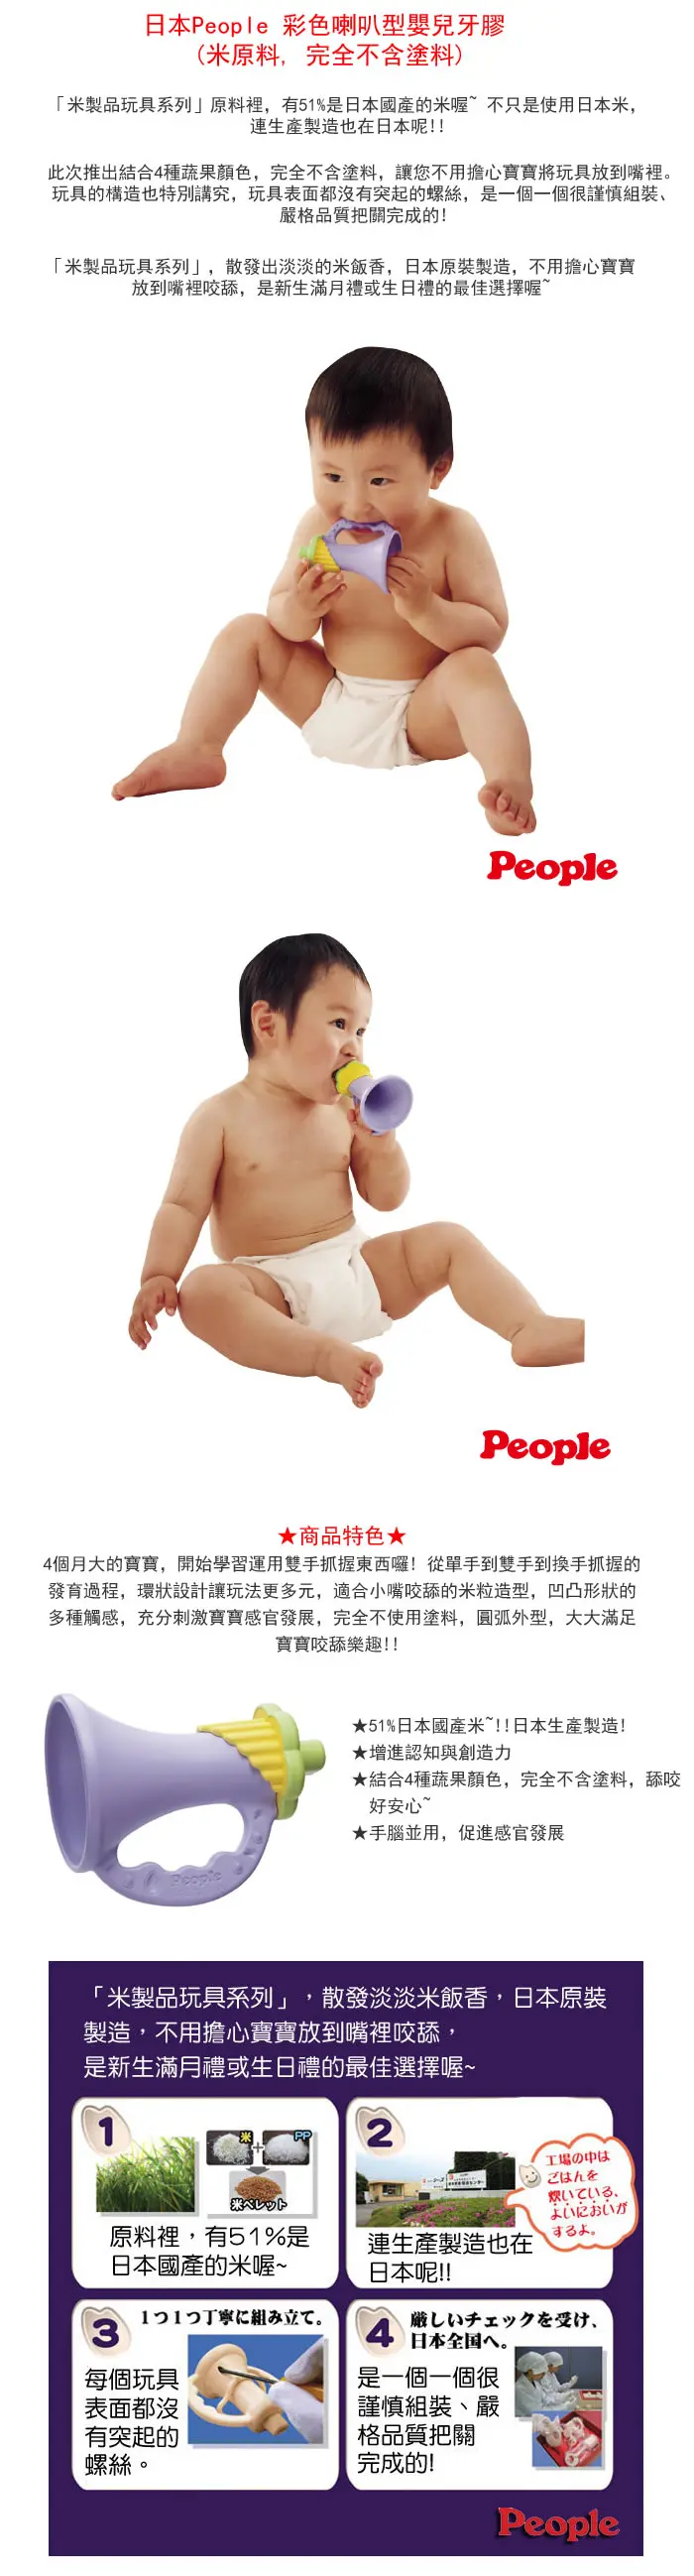 日本People 彩色喇叭型嬰兒牙膠
(米原料, 完全不含塗料)
「米製品玩具系列」原料裡，有51%是日本國產的米喔~ 不只是使用日本米，
連生產製造也在日本呢!!
此次推出結合4種蔬果顏色，完全不含塗料，讓您不用擔心寶寶將玩具放到嘴裡。
玩具的構造也特別講究，玩具表面都沒有突起的螺絲，是一個一個很謹慎組裝、
嚴格品質把關完成的!
「米製品玩具系列」，散發出淡淡的米飯香，日本原裝製造，不用擔心寶寶
放到嘴裡咬舔，是新生滿月禮或生日禮的最佳選擇喔~
People
People
★商品特色★
4個月大的寶寶，開始學習運用雙手抓握東西囉! 從單手到雙手到換手抓握的
發育過程，環狀設計讓玩法更多元，適合小嘴咬舔的米粒造型，凹凸形狀的
多種觸感，充分刺激寶寶感官發展，完全不使用塗料，圓弧外型，大大滿足
寶寶咬舔樂趣!!
People
★51%日本國產米~!!日本生產製造!
★增進認知與創造力
★結合4種蔬果顏色，完全不含塗料，舔咬
好安心~
★手腦並用，促進感官發展
「米製品玩具系列」，散發淡淡米飯香，日本原裝
製造，不用擔心寶寶放到嘴裡咬舔，
是新生滿月禮或生日禮的最佳選擇喔~
1
米
+
PP
米ペレット
原料裡，有51%是
日本國產的米喔~
2
工場の中は
ごはんを
炊いている、
よいにおいが
するよ。
連生產製造也在
日本呢!!
3
1つ1つ丁寧に組み立て。
每個玩具
表面都沒
有突起的
螺絲。
4
厳しいチェックを受け、
日本全国へ。
是一個一個很
謹慎組裝、嚴
格品質把關
完成的!
People